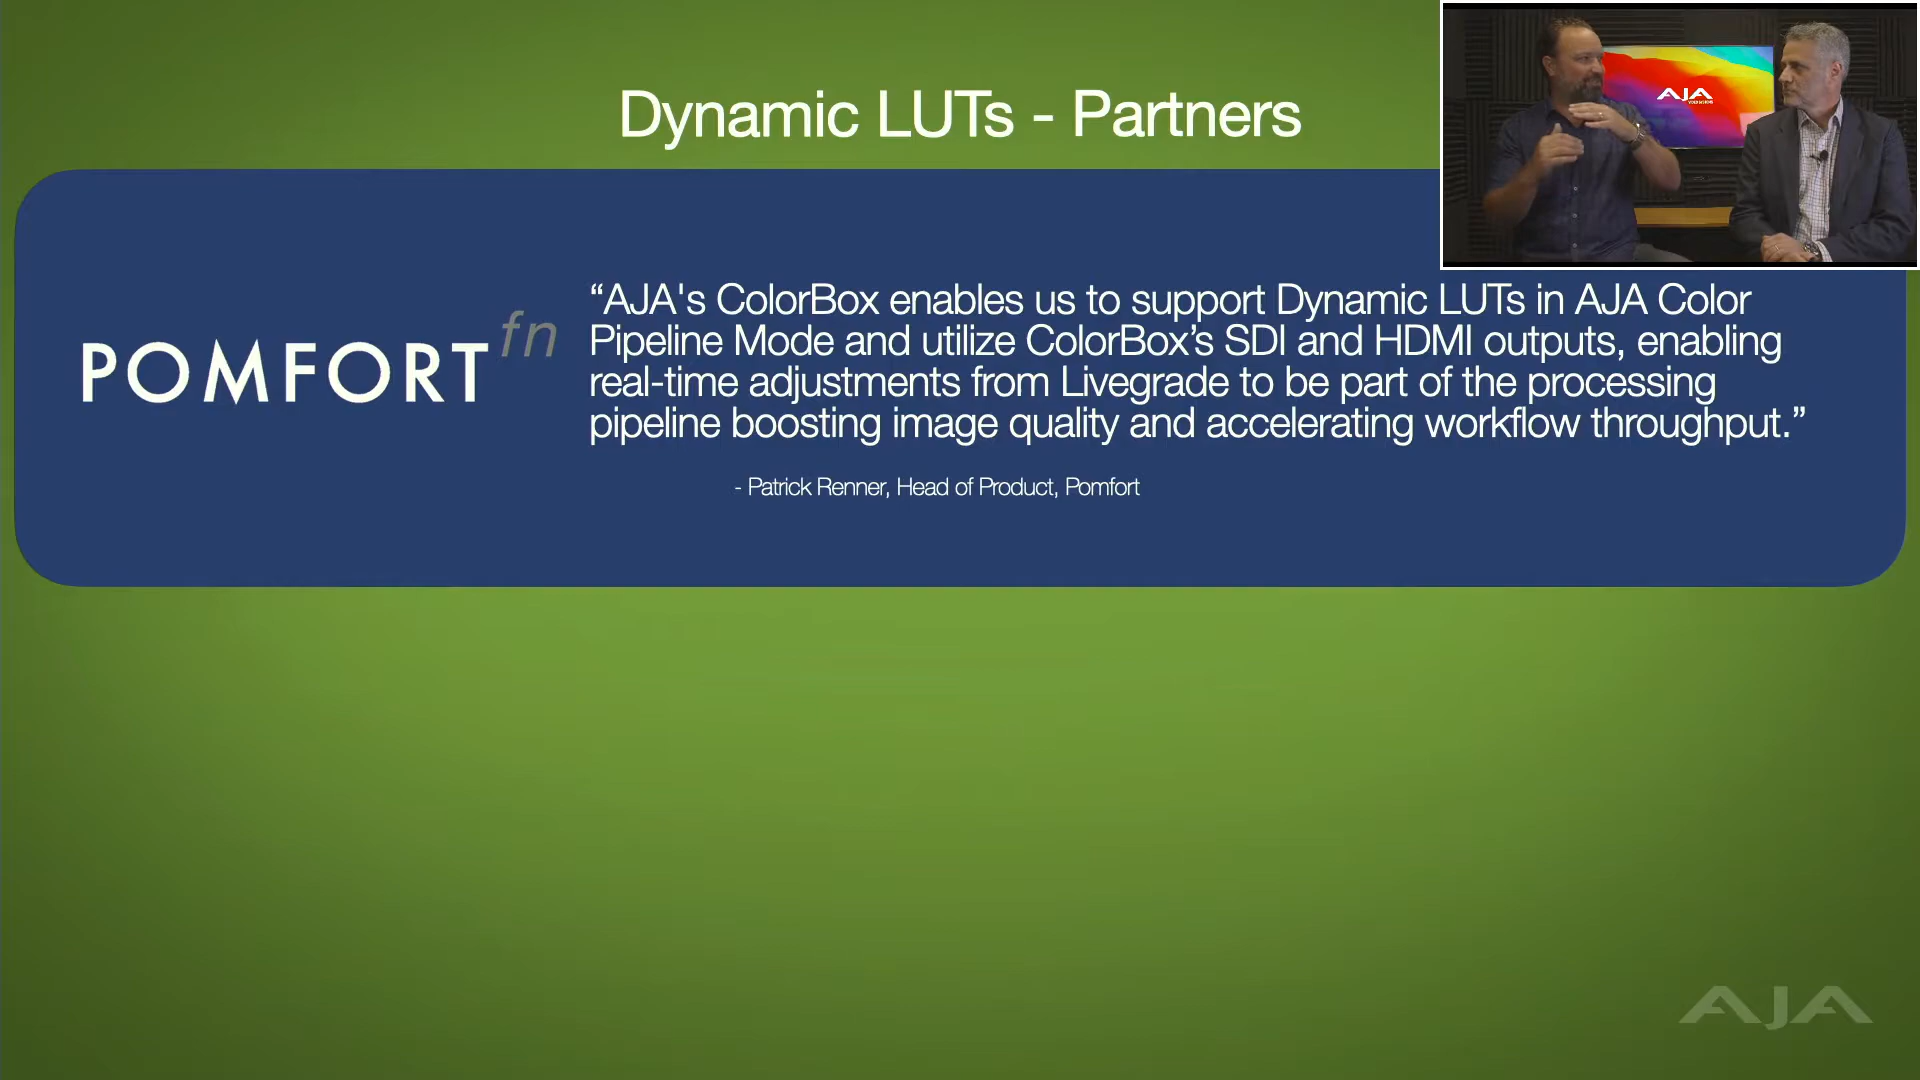 Dynamic LUTs - Partners
AJA
POMFORT fn
“AJA's ColorBox enables us to support Dynamic LUTs in AJA Color
Pipeline Mode and utilize ColorBox’s SDI and HDMI outputs, enabling
real-time adjustments from Livegrade to be part of the processing
pipeline boosting image quality and accelerating workflow throughput.”
- Patrick Renner, Head of Product, Pomfort
AJA